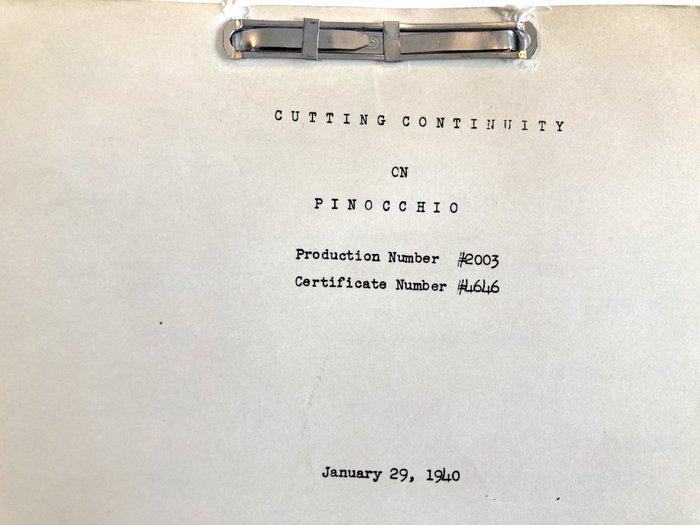 CUTTING CONTINUITY
ON
PINOCCHIO
Production Number #2003
Certificate Number #4646
January 29, 1940